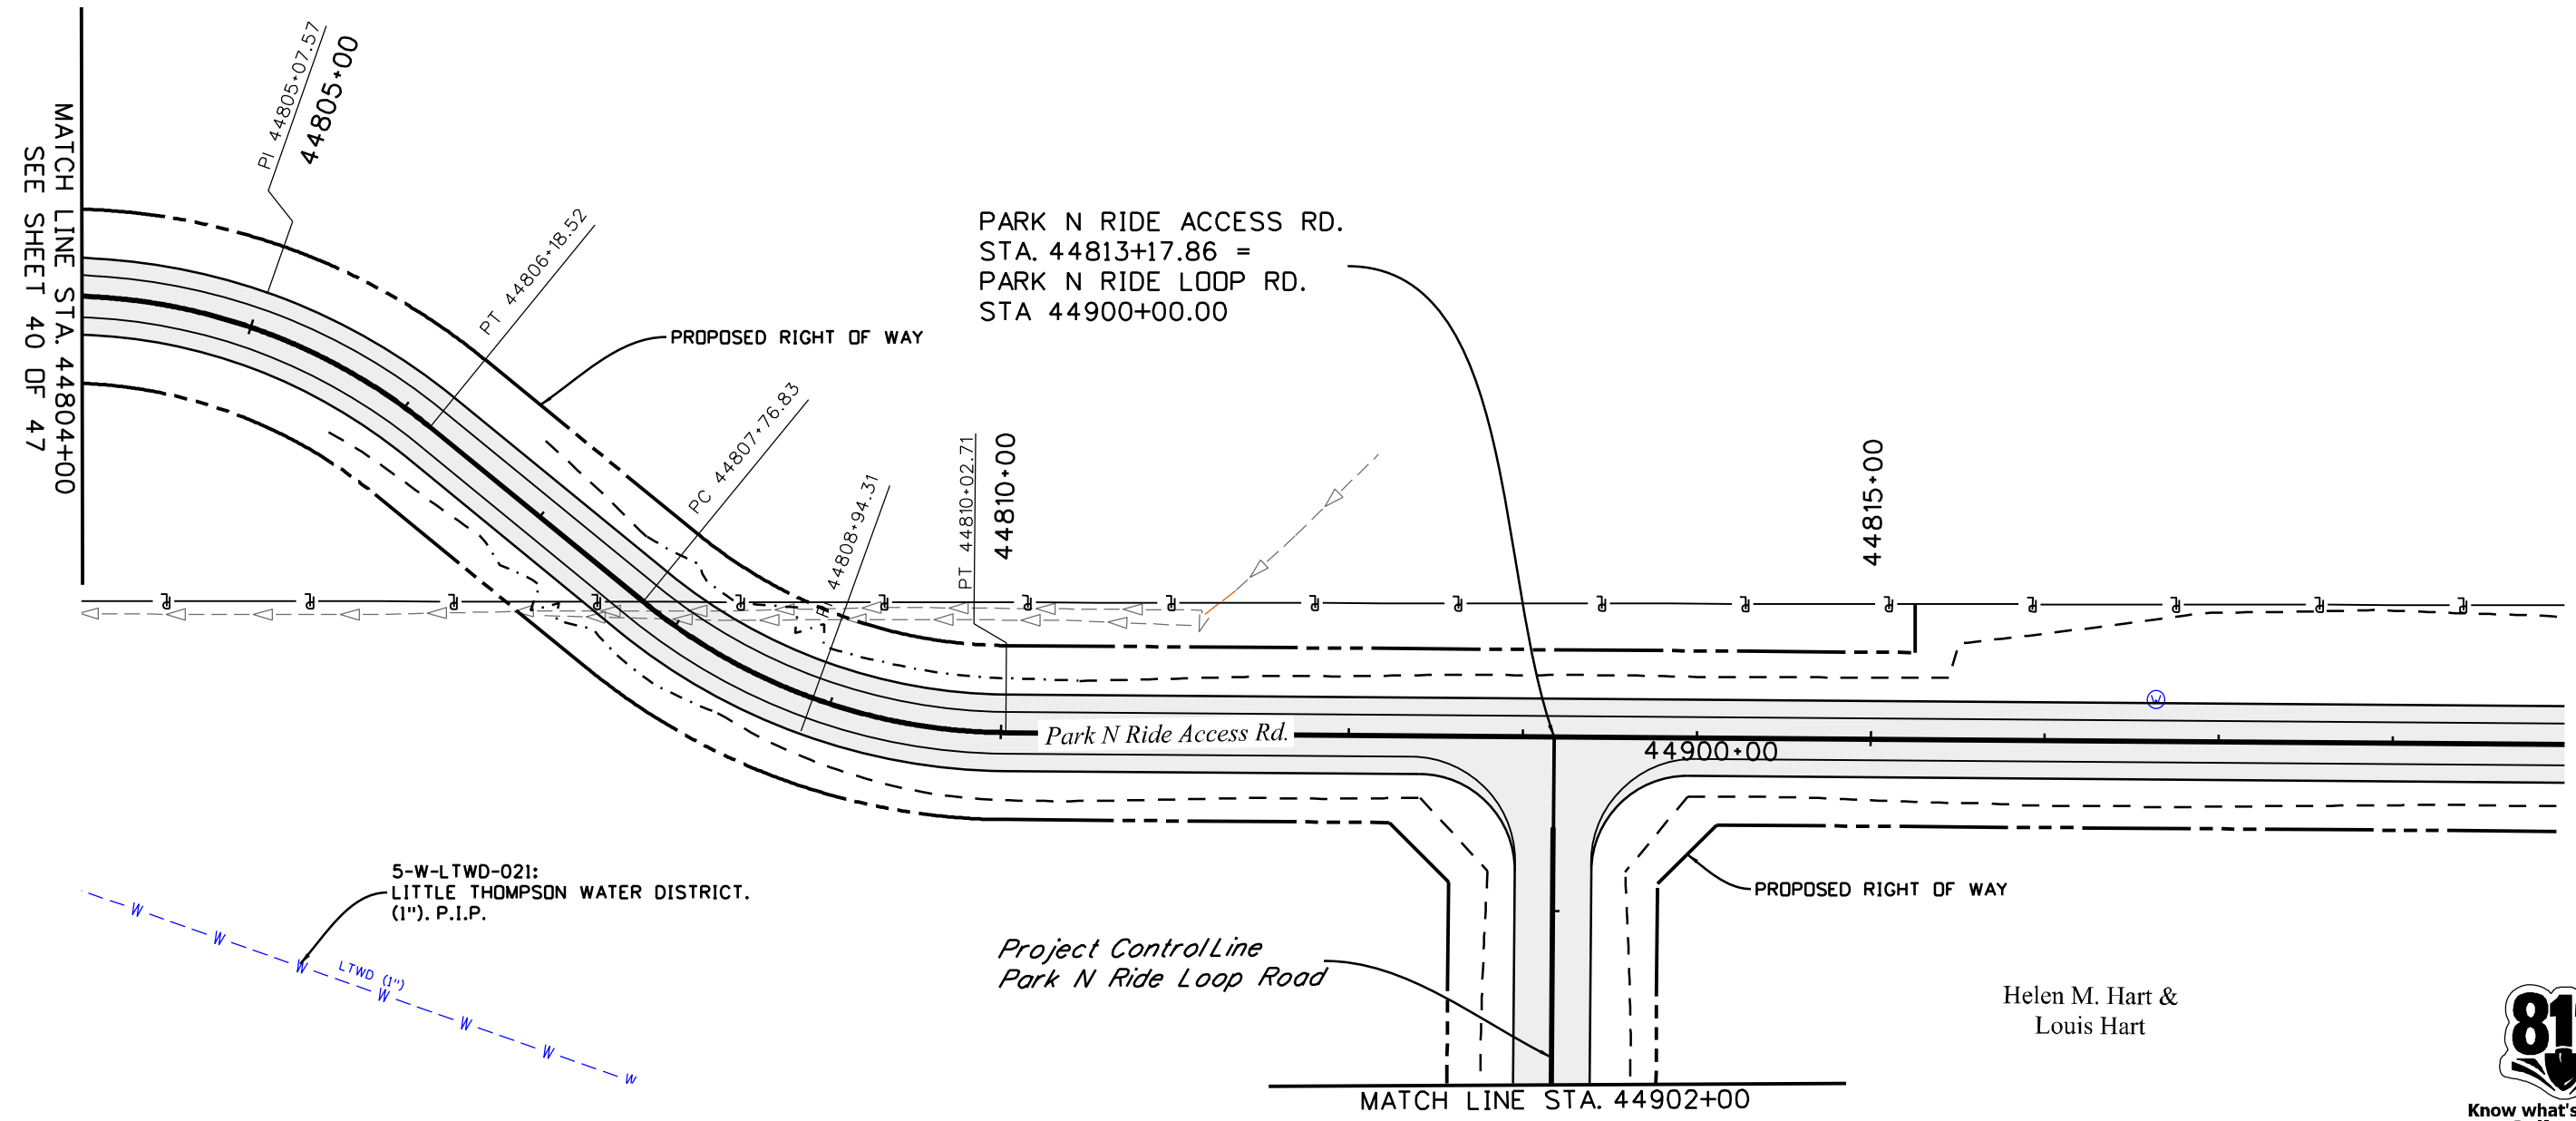 MATCH LINE STA. 44804+00
SEE SHEET 40 OF 47
PI 44805+07.57
44805+00
PT 44806+18.52
PROPOSED RIGHT OF WAY
PC 44807+76.83
44808+94.31
PT 44810+02.71
44810+00
PARK N RIDE ACCESS RD.
STA. 44813+17.86 =
PARK N RIDE LOOP RD.
STA 44900+00.00
44815+00
Park N Ride Access Rd.
44900+00
W
5-W-LTWD-021:
LITTLE THOMPSON WATER DISTRICT.
(1"). P.I.P.
W W W W W W W
LTWD (1")
Project Control Line
Park N Ride Loop Road
PROPOSED RIGHT OF WAY
Helen M. Hart &
Louis Hart
MATCH LINE STA. 44902+00
81
Know what's